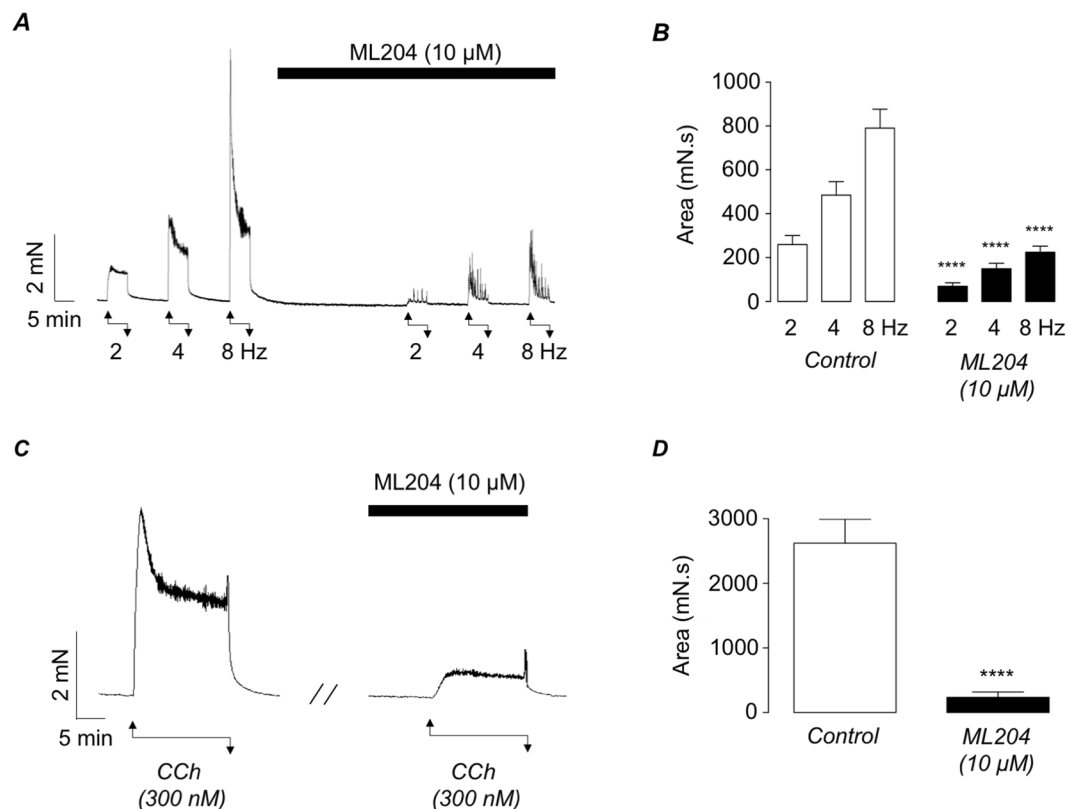 A
ML204 (10 µM)
2 mN
5 min
2 4 8 Hz 2 4 8 Hz
B
Area (mN.s)
1000
800
600
400
200
0
**** **** ****
2 4 8 Hz 2 4 8 Hz
Control ML204
(10 µM)
C
ML204 (10 µM)
2 mN
5 min
//
CCh CCh
(300 nM) (300 nM)
D
Area (mN.s)
3000
2000
1000
0
****
Control ML204
(10 µM)